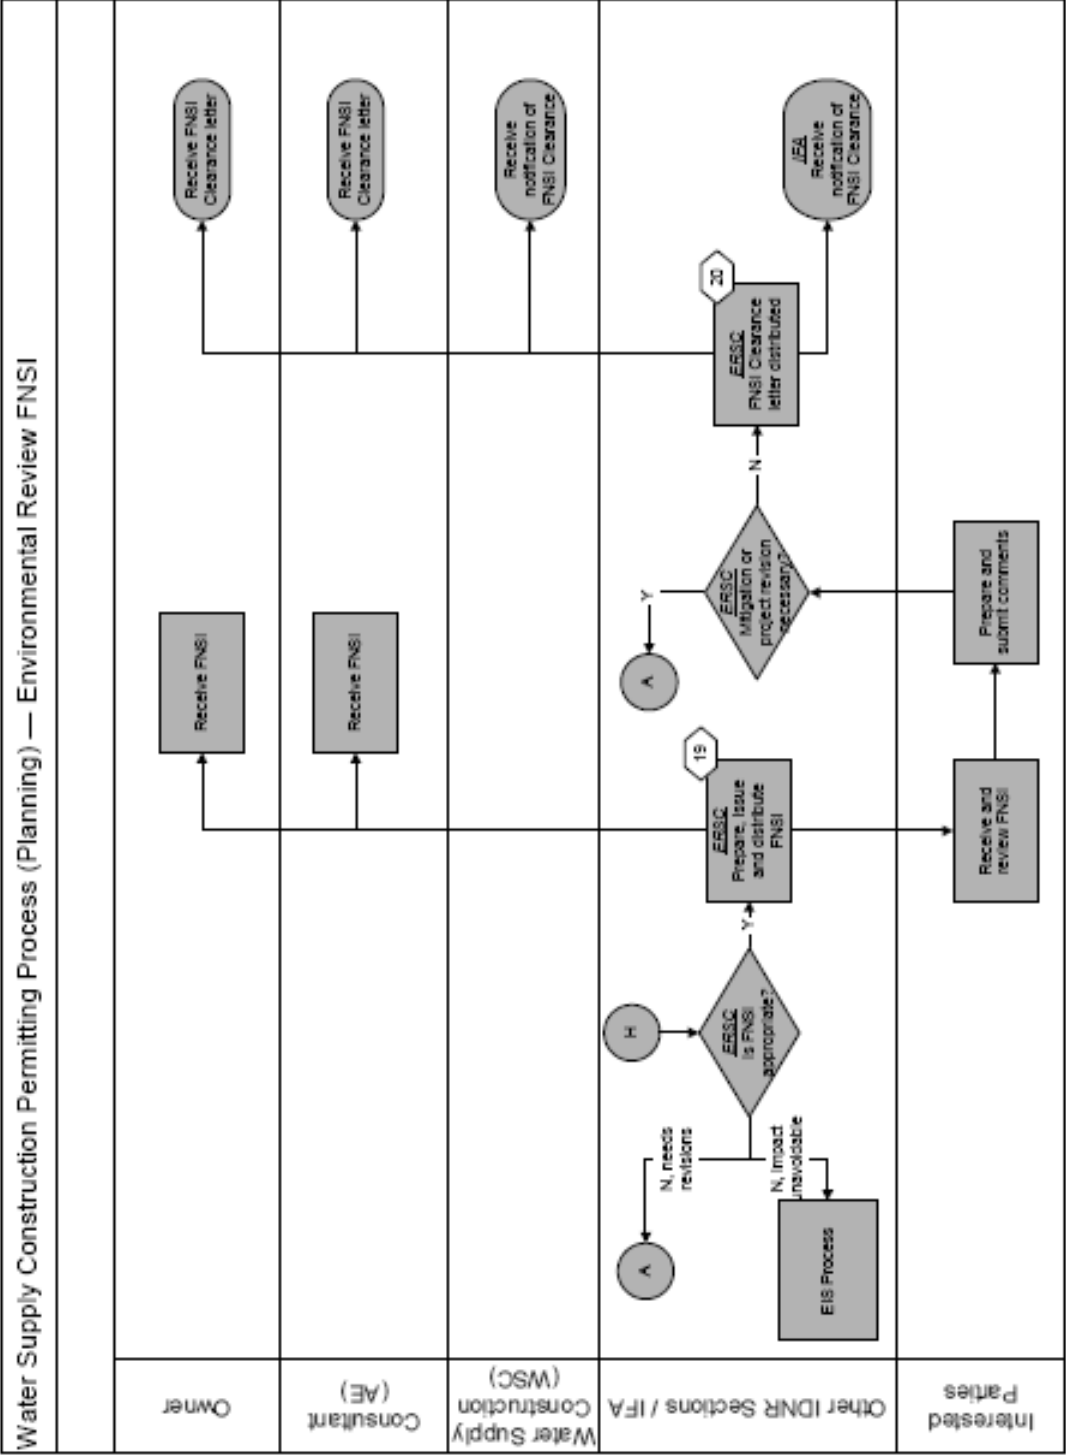 Water Supply Construction Permitting Process (Planning) — Environmental Review FNSI
Owner
Receive FNSI
Receive FNSI
Clearance letter
Consultant
(AE)
Receive FNSI
Receive FNSI
Clearance letter
Water Supply
Construction
(WSC)
Receive
notification of
FNSI Clearance
Other IDNR Sections / IFA
A
N, needs
revisions
N, Impact
unavoidable
EIS Process
H
ERSC
Is FNSI
appropriate?
Y
19
ERSC
Prepare, Issue
and distribute
FNSI
A
Y
ERSC
Mitigation or
project revision
necessary?
N
20
ERSC
FNSI Clearance
letter distributed
IFA
Receive
notification of
FNSI Clearance
Interested
Parties
Receive and
review FNSI
Prepare and
submit comments